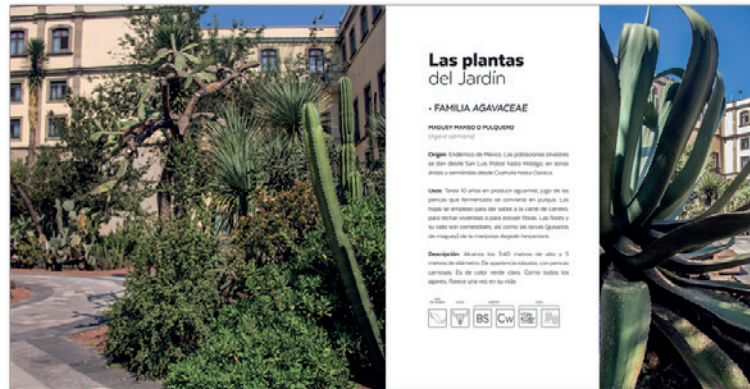 Las plantas
del Jardín
• FAMILIA AGAVACEAE
MAGUEY MANSO O PULQUERO
(Agave salmiana)
Origen: Endémico de México. Las poblaciones silvestres
se dan desde San Luis Potosí hasta Hidalgo, en zonas
áridas y semiáridas desde Coahuila hasta Oaxaca.
Usos: Tarda 10 años en producir aguamiel, jugo de las
pencas que fermentado se convierte en pulque. Las
hojas se emplean para dar sabor a la carne de carnero,
para techar viviendas o para extraer fibras. Las flores y
su tallo son comestibles, así como las larvas (gusanos
de maguey) de la mariposa
Descripción: Alcanza los 3.40 metros de alto y 5
metros de diámetro. De apariencia robusta, con pencas
carnosas. Es de color verde claro. Como todos los
agaves, florece una vez en su vida.
BS Cw